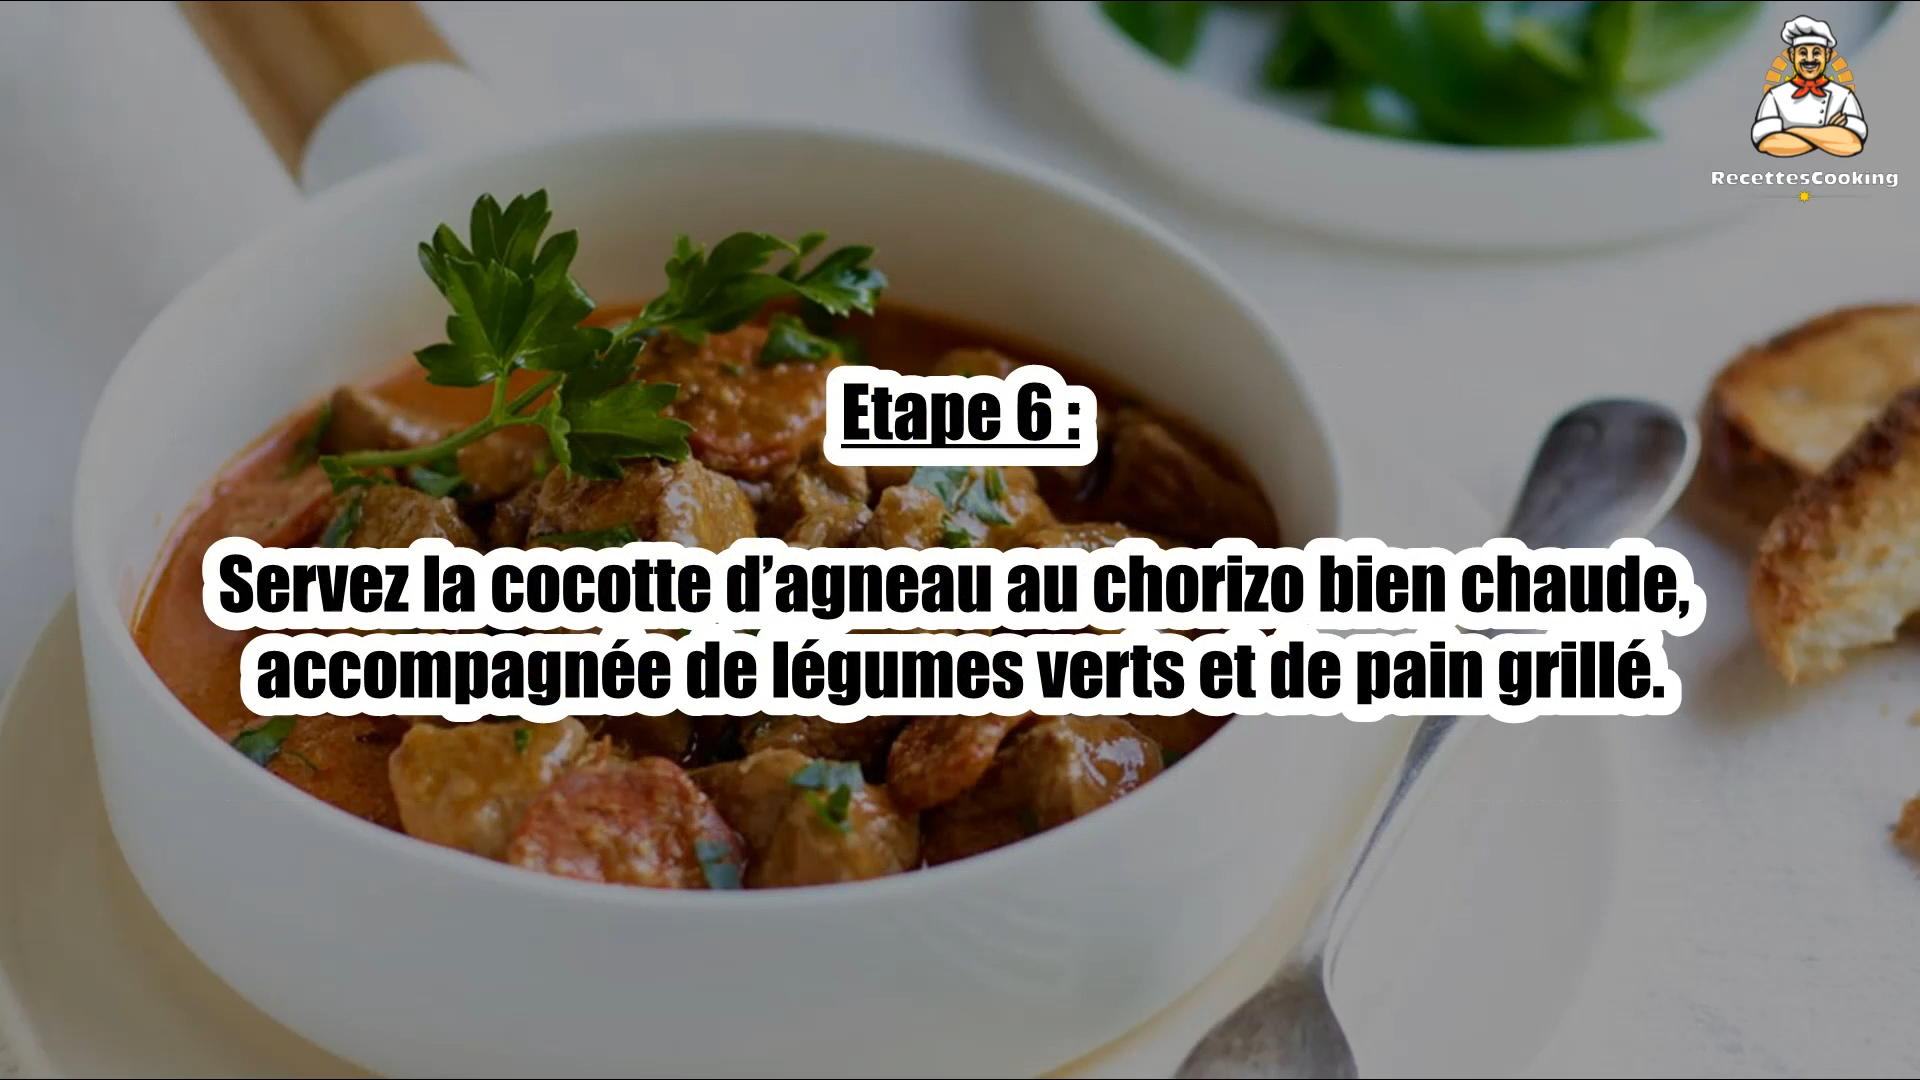 RecettesCooking
Etape 6 :
Servez la cocotte d’agneau au chorizo bien chaude,
accompagnée de légumes verts et de pain grillé.